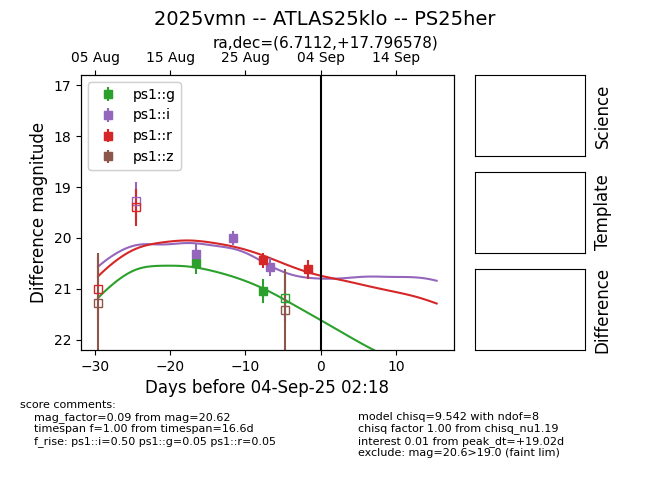 2025vmn -- ATLAS25klo -- PS25her
ra,dec=(6.7112,+17.796578)
05 Aug 15 Aug 25 Aug 04 Sep 14 Sep
17
18
19
20
21
22
Difference magnitude
ps1::g
ps1::i
ps1::r
ps1::z
−30 −20 −10 0 10
Days before 04-Sep-25 02:18
Science
Template
Difference
score comments:
mag_factor=0.09 from mag=20.62
timespan f=1.00 from timespan=16.6d
f_rise: ps1::i=0.50 ps1::g=0.05 ps1::r=0.05
model chisq=9.542 with ndof=8
chisq factor 1.00 from chisq_nu1.19
interest 0.01 from peak_dt=+19.02d
exclude: mag=20.6>19.0 (faint lim)